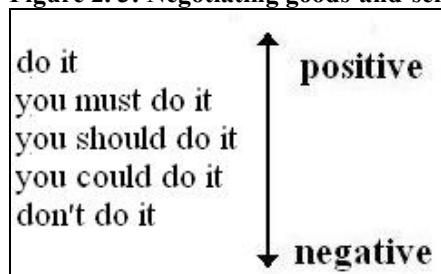 Figure 2. 3: Negotiating goods-and-ser
do it
positive
you must do it
you should do it
you could do it
don't do it
negative